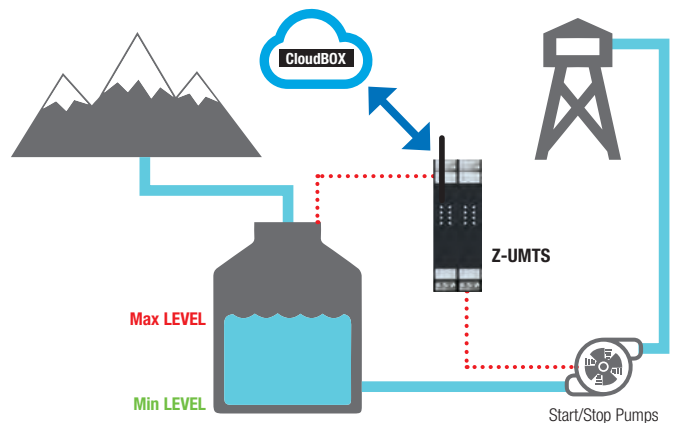 CloudBOX
Z-UMTS
Max LEVEL
Min LEVEL
Start/Stop Pumps